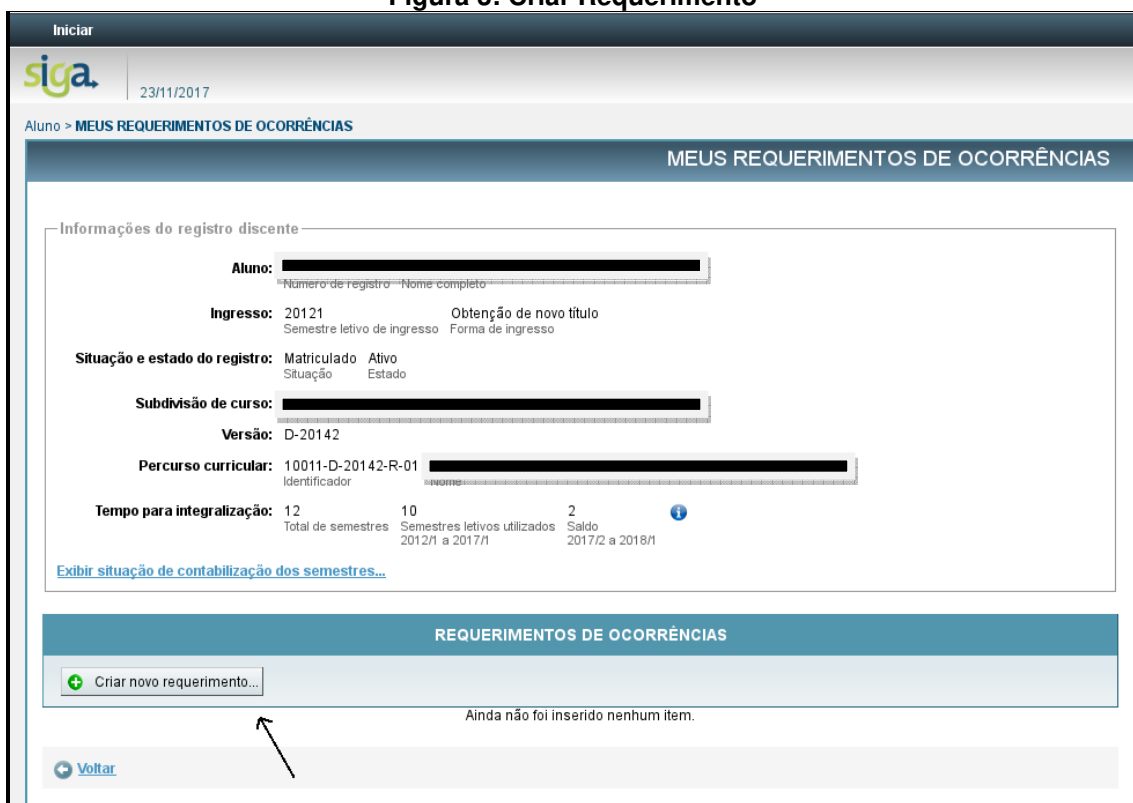 Figura 3: Criar Requerimento
Iniciar
siga
23/11/2017
Aluno > MEUS REQUERIMENTOS DE OCORRÊNCIAS
MEUS REQUERIMENTOS DE OCORRÊNCIAS
Informações do registro discente
Aluno:
Número de registro Nome completo
Ingresso: 20121 Obtenção de novo título
Semestre letivo de ingresso Forma de ingresso
Situação e estado do registro: Matriculado Ativo
Situação Estado
Subdivisão de curso:
Versão: D-20142
Percurso curricular: 10011-D-20142-R-01
Identificador Nome
Tempo para integralização: 12 10 2
Total de semestres Semestres letivos utilizados Saldo
2012/1 a 2017/1 2017/2 a 2018/1
Exibir situação de contabilização dos semestres...
REQUERIMENTOS DE OCORRÊNCIAS
Criar novo requerimento...
Ainda não foi inserido nenhum item.
Voltar